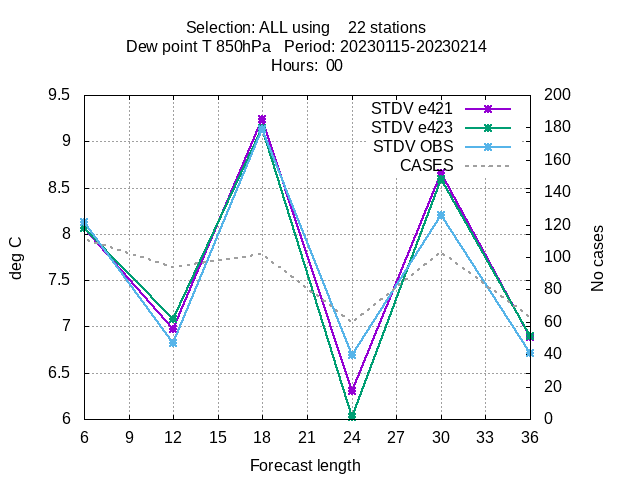 Selection: ALL using    22 stations
Dew point T 850hPa   Period: 20230115-20230214
Hours:  00
STDV e421
STDV e423
STDV OBS
CASES
9.5
9
8.5
8
7.5
7
6.5
6
deg C
200
180
160
140
120
100
80
60
40
20
0
No cases
6 9 12 15 18 21 24 27 30 33 36
Forecast length